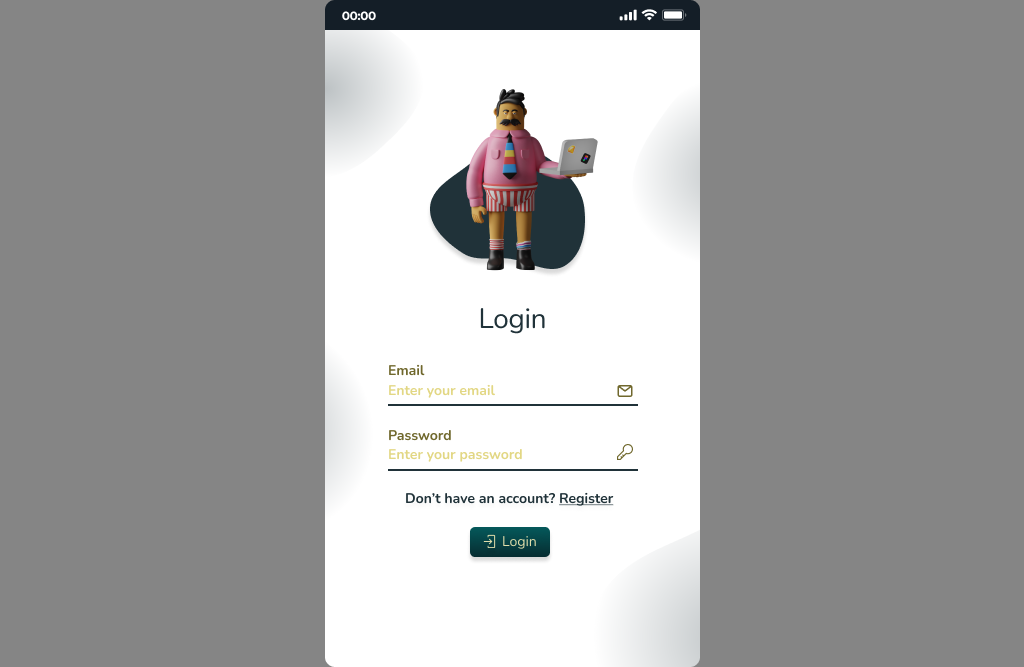 00:00
Login
Email
Enter your email
Password
Enter your password
Don't have an account? Register
Login